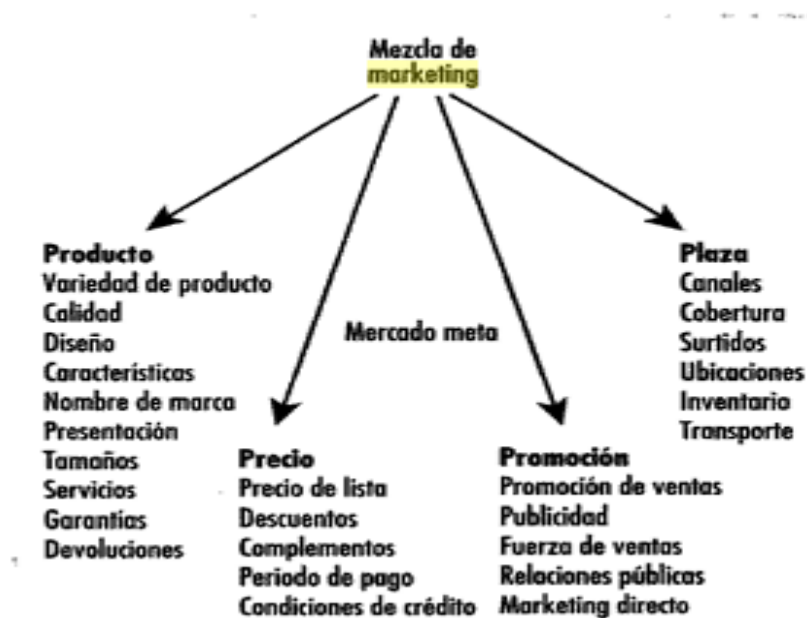 Mezcla de
marketing
Producto
Variedad de producto
Calidad
Diseño
Características
Nombre de marca
Presentación
Tamaños
Servicios
Garantías
Devoluciones
Mercado meta
Precio
Precio de lista
Descuentos
Complementos
Periodo de pago
Condiciones de crédito
Promoción
Promoción de ventas
Publicidad
Fuerza de ventas
Relaciones públicas
Marketing directo
Plaza
Canales
Cobertura
Surtidos
Ubicaciones
Inventario
Transporte